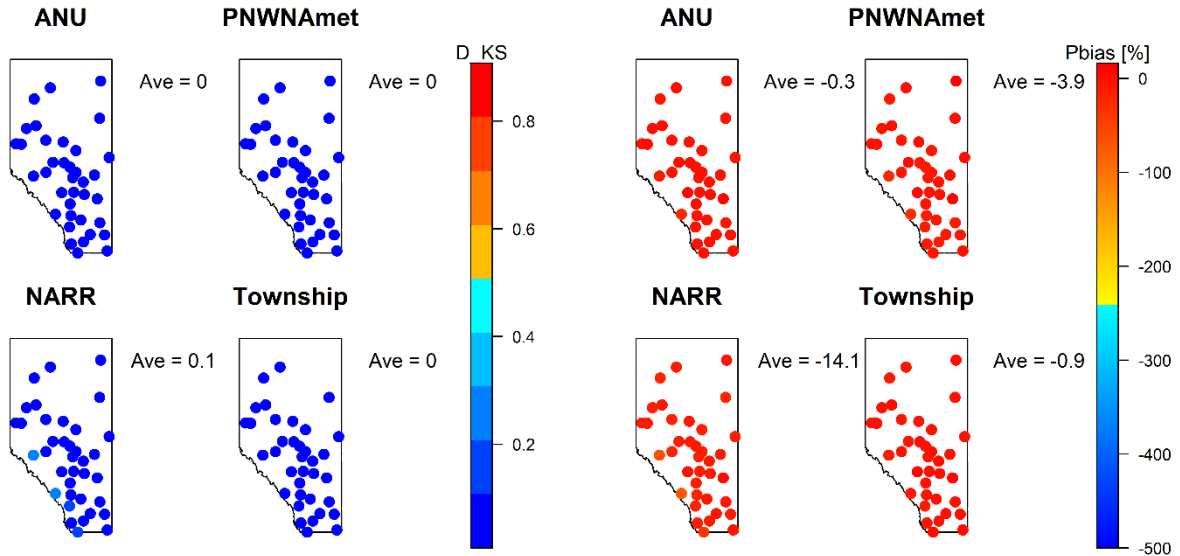 ANU
PNWNAmet
D_KS
Ave = 0
Ave = 0
0.8
0.6
0.4
0.2
NARR
Township
Ave = 0.1
Ave = 0
ANU
PNWNAmet
Pbias [%]
Ave = -0.3
Ave = -3.9
0
-100
-200
-300
-400
-500
NARR
Township
Ave = -14.1
Ave = -0.9